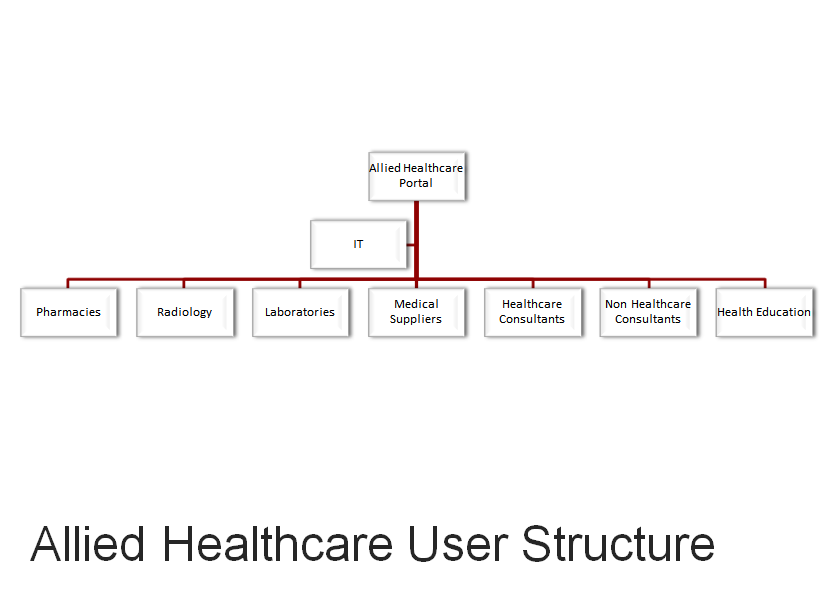 Allied Healthcare
Portal
IT
Pharmacies
Radiology
Laboratories
Medical
Suppliers
Healthcare
Consultants
Non Healthcare
Consultants
Health Education
Allied Healthcare User Structure